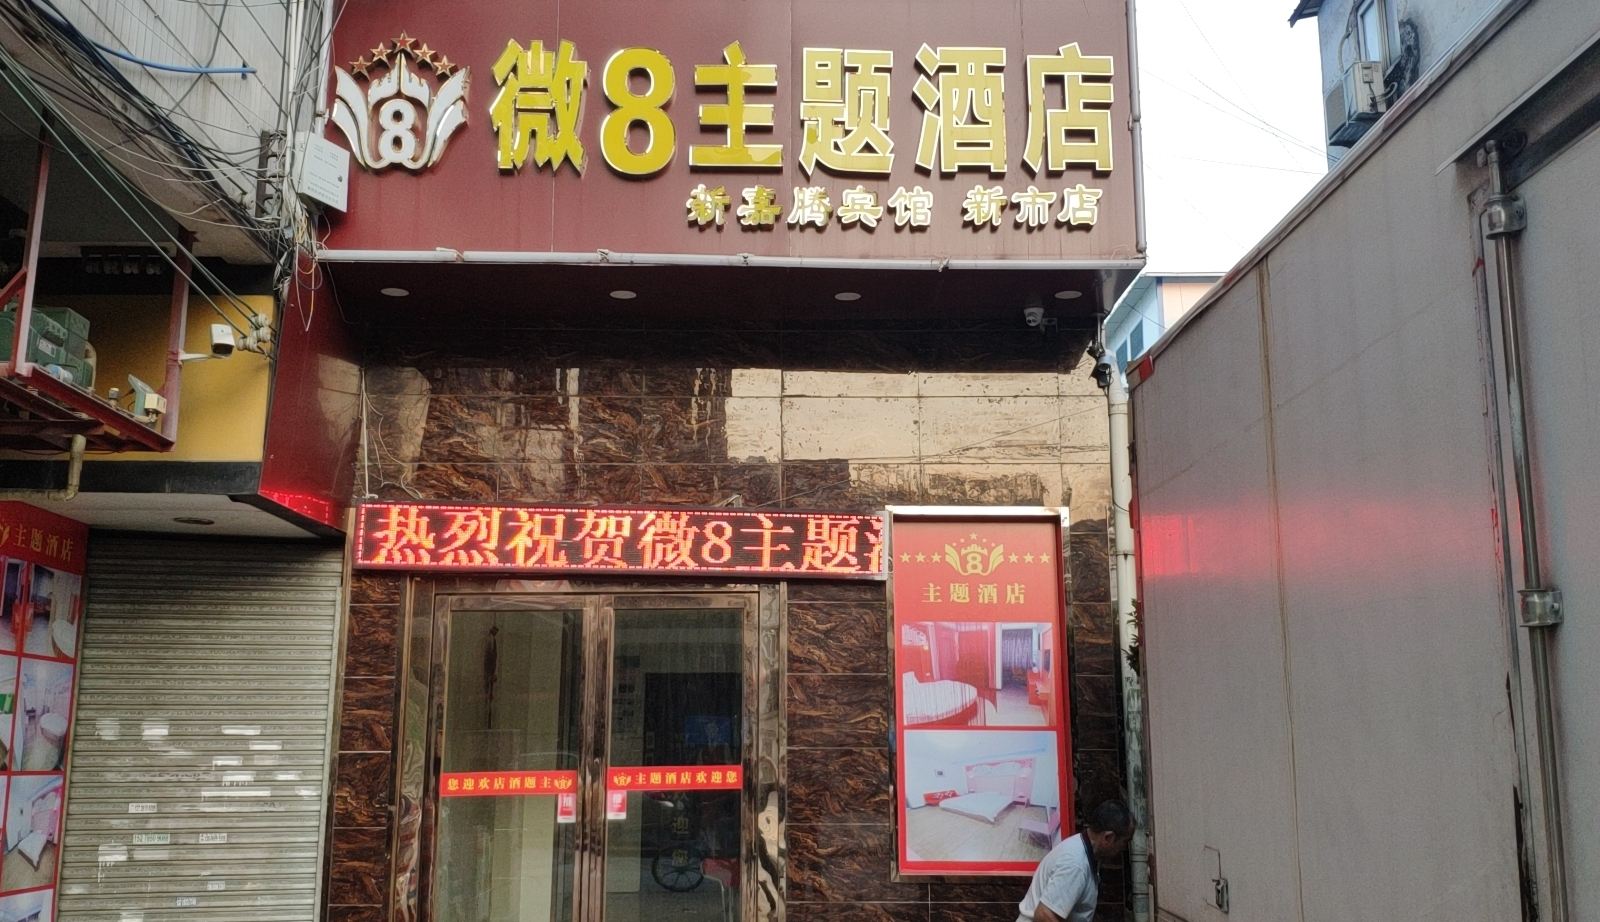 8
微8主题酒店
新嘉腾宾馆 新市店
热烈祝贺微8主题
8
主题酒店
主题酒店
您迎欢店酒题主
主题酒店欢迎您
迎